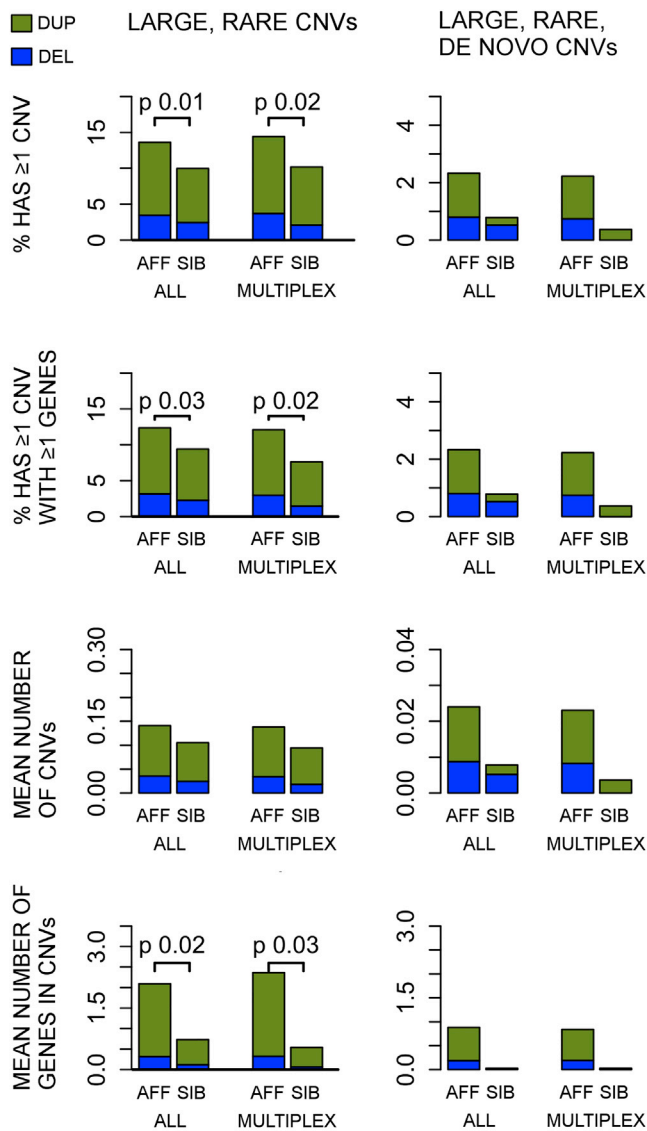 DUP
DEL
LARGE, RARE CNVs
LARGE, RARE,
DE NOVO CNVs
% HAS ≥1 CNV
15
5
0
p 0.01
p 0.02
AFF SIB
ALL
AFF SIB
MULTIPLEX
4
2
0
AFF SIB
ALL
AFF SIB
MULTIPLEX
% HAS ≥1 CNV
WITH ≥1 GENES
15
5
0
p 0.03
p 0.02
AFF SIB
ALL
AFF SIB
MULTIPLEX
4
2
0
AFF SIB
ALL
AFF SIB
MULTIPLEX
MEAN NUMBER
OF CNVs
0.30
0.15
0.00
AFF SIB
ALL
AFF SIB
MULTIPLEX
0.04
0.02
0.00
AFF SIB
ALL
AFF SIB
MULTIPLEX
MEAN NUMBER OF
GENES IN CNVs
3.0
1.5
0.0
p 0.02
p 0.03
AFF SIB
ALL
AFF SIB
MULTIPLEX
3.0
1.5
0.0
AFF SIB
ALL
AFF SIB
MULTIPLEX